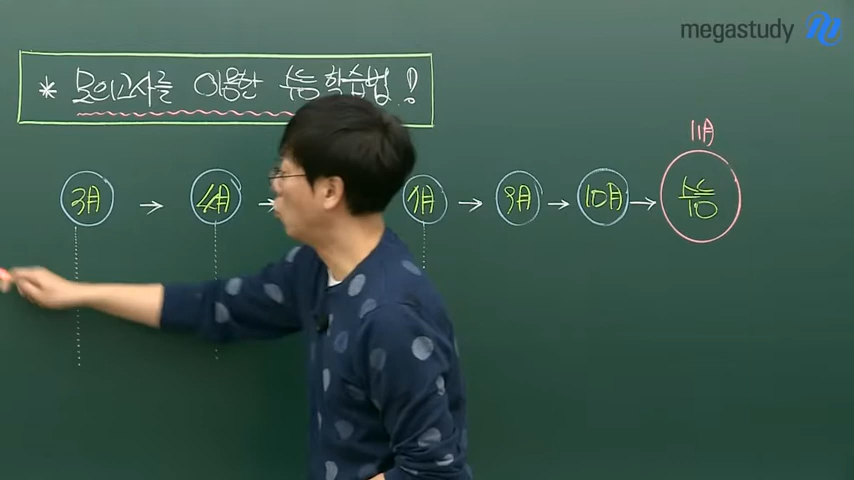 megastudy
* 모의고사를 이용한 수능 학습법!
11月
3月 → 4月 → 7月 → 9月 → 10月 → 수능